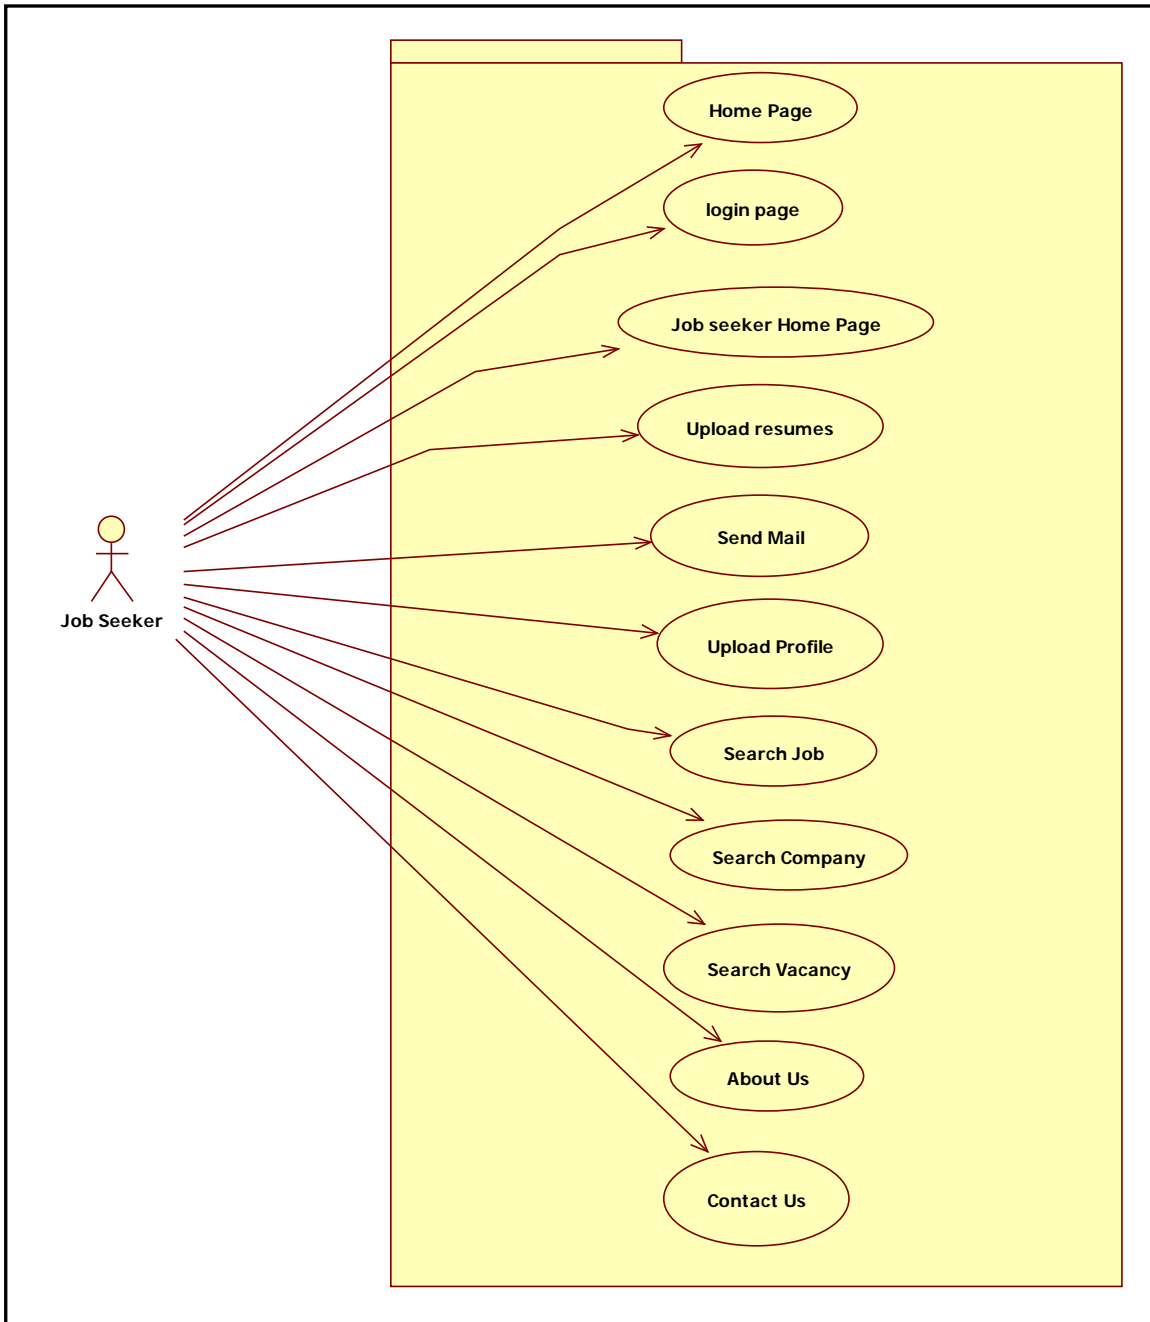 Home Page
login page
Job seeker Home Page
Upload resumes
Send Mail
Job Seeker
Upload Profile
Search Job
Search Company
Search Vacancy
About Us
Contact Us